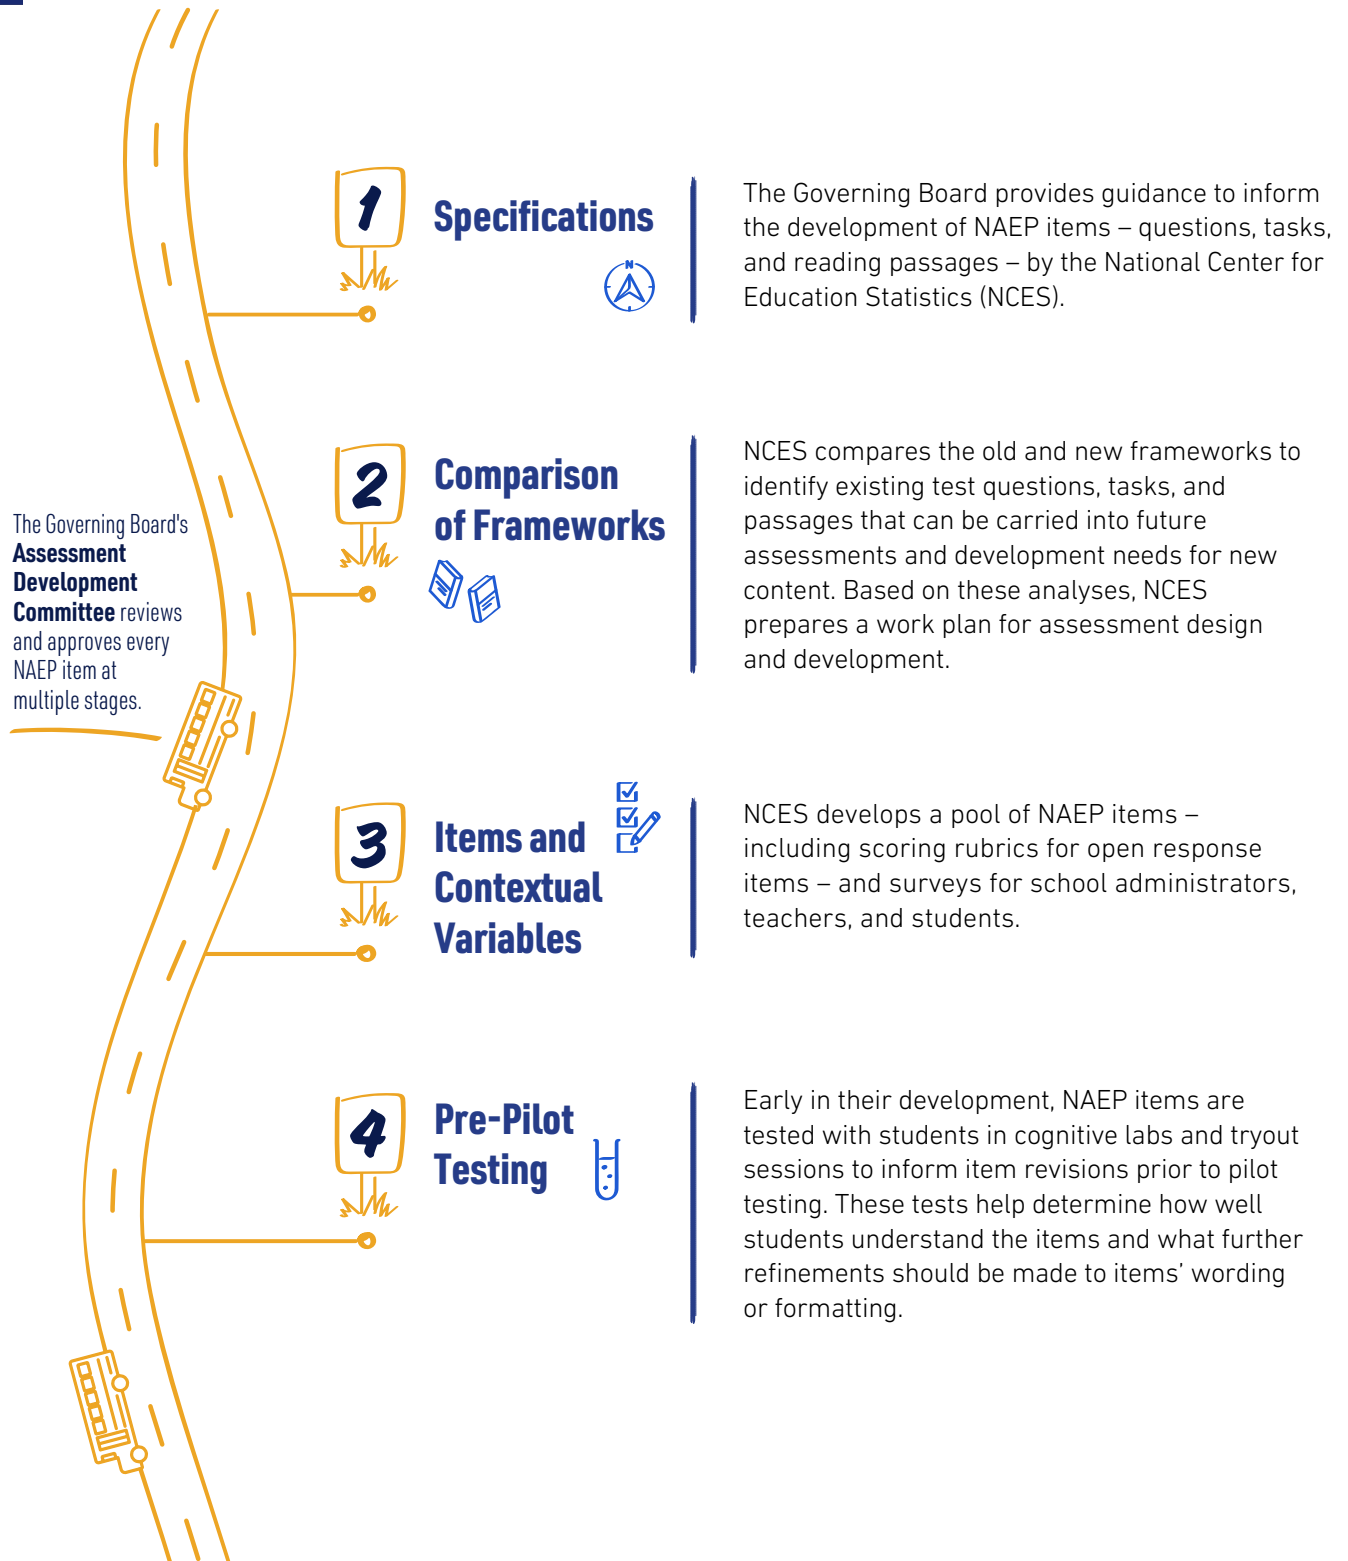 1
Specifications
N
The Governing Board provides guidance to inform
the development of NAEP items – questions, tasks,
and reading passages – by the National Center for
Education Statistics (NCES).
2
Comparison
of Frameworks
NCES compares the old and new frameworks to
identify existing test questions, tasks, and
passages that can be carried into future
assessments and development needs for new
content. Based on these analyses, NCES
prepares a work plan for assessment design
and development.
The Governing Board's
Assessment
Development
Committee reviews
and approves every
NAEP item at
multiple stages.
3
Items and
Contextual
Variables
NCES develops a pool of NAEP items –
including scoring rubrics for open response
items – and surveys for school administrators,
teachers, and students.
4
Pre-Pilot
Testing
Early in their development, NAEP items are
tested with students in cognitive labs and tryout
sessions to inform item revisions prior to pilot
testing. These tests help determine how well
students understand the items and what further
refinements should be made to items’ wording
or formatting.